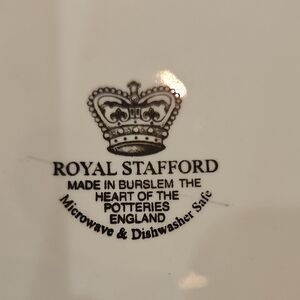 ROYAL STAFFORD
MADE IN BURSLEM THE
HEART OF THE
POTTERIES
ENGLAND
Microwave & Dishwasher Safe